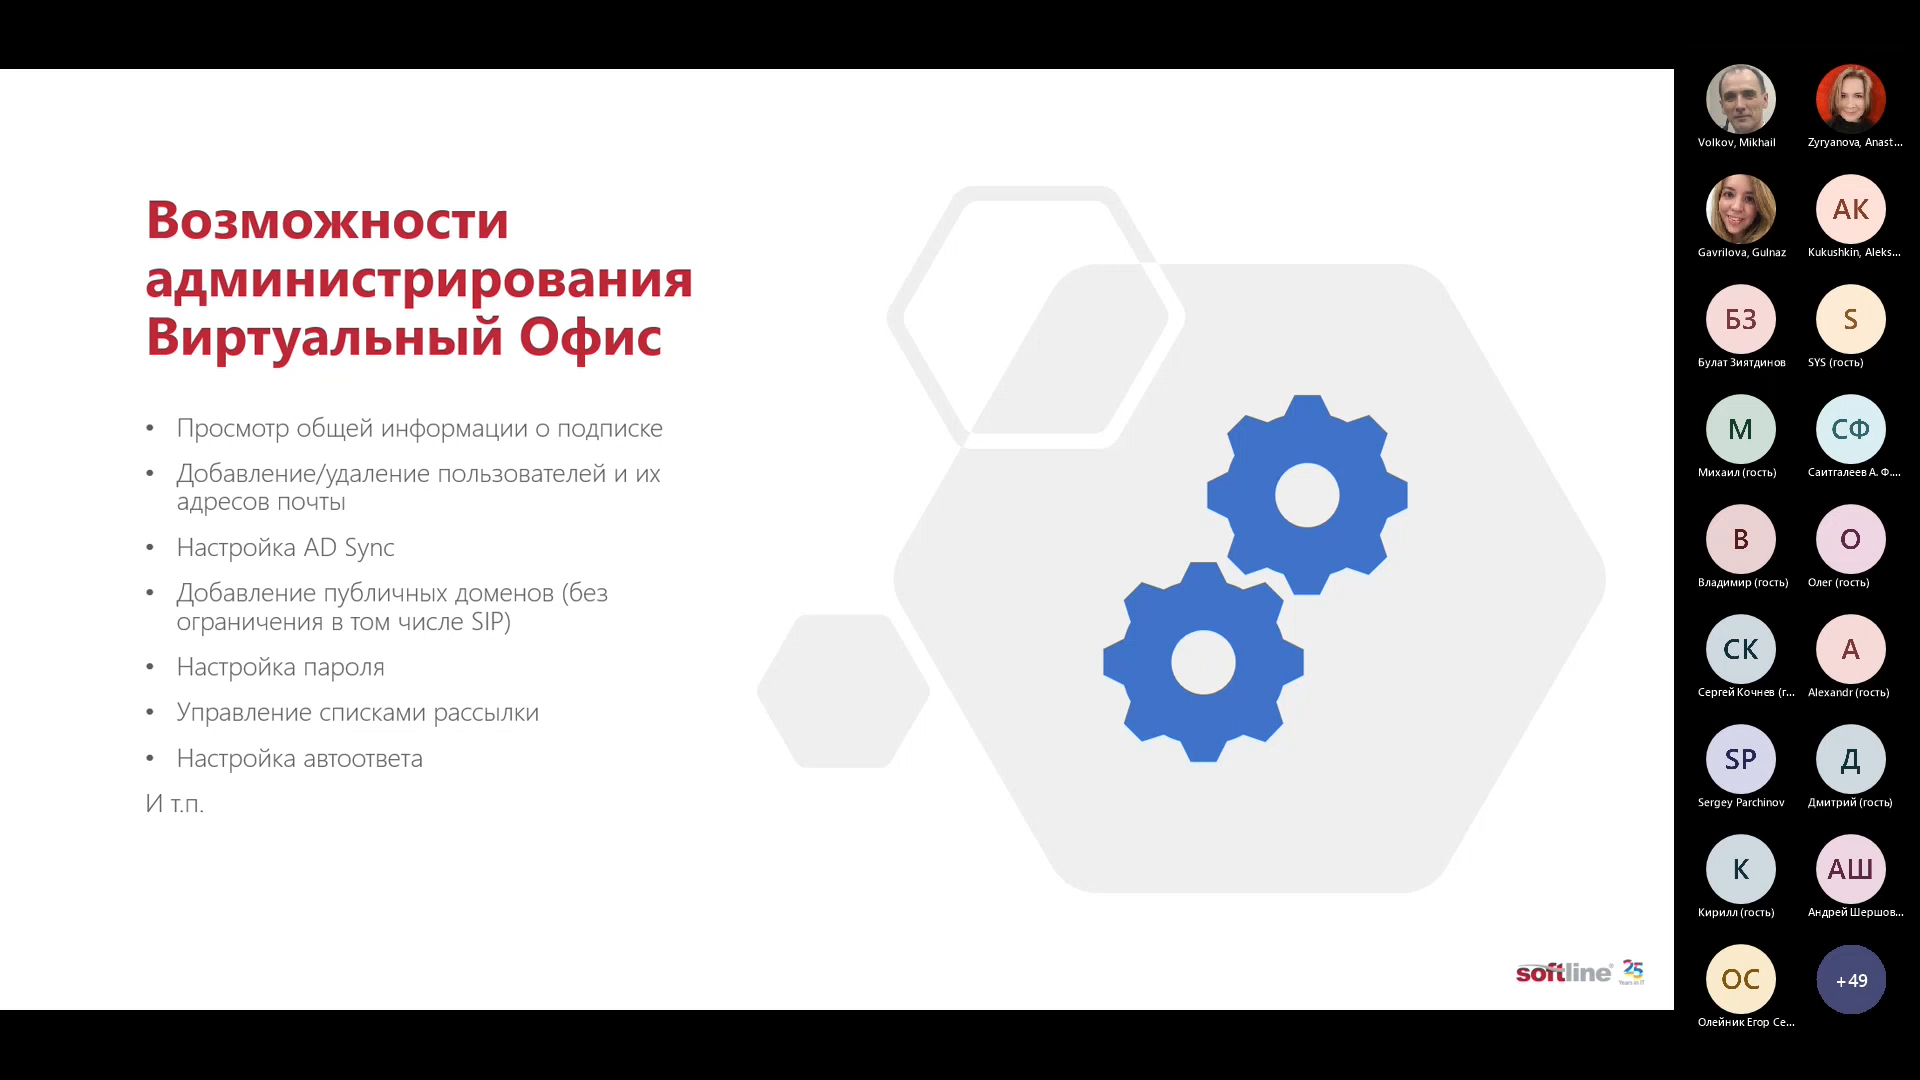 Возможности
администрирования
Виртуальный Офис
• Просмотр общей информации о подписке
• Добавление/удаление пользователей и их
адресов почты
• Настройка AD Sync
• Добавление публичных доменов (без
ограничения в том числе SIP)
• Настройка пароля
• Управление списками рассылки
• Настройка автоответа
И т.п.
softline® 25
Years in IT
Volkov, Mikhail
Zyryanova, Anast...
Gavrilova, Gulnaz
АК
Kukushkin, Aleks...
БЗ
Булат Зиятдинов
S
SYS (гость)
М
Михаил (гость)
СФ
Саитгалеев А. Ф....
В
Владимир (гость)
О
Олег (гость)
СК
Сергей Кочнев (г...
A
Alexandr (гость)
SP
Sergey Parchinov
Д
Дмитрий (гость)
К
Кирилл (гость)
АШ
Андрей Шершов...
ОС
Олейник Егор Се...
+49